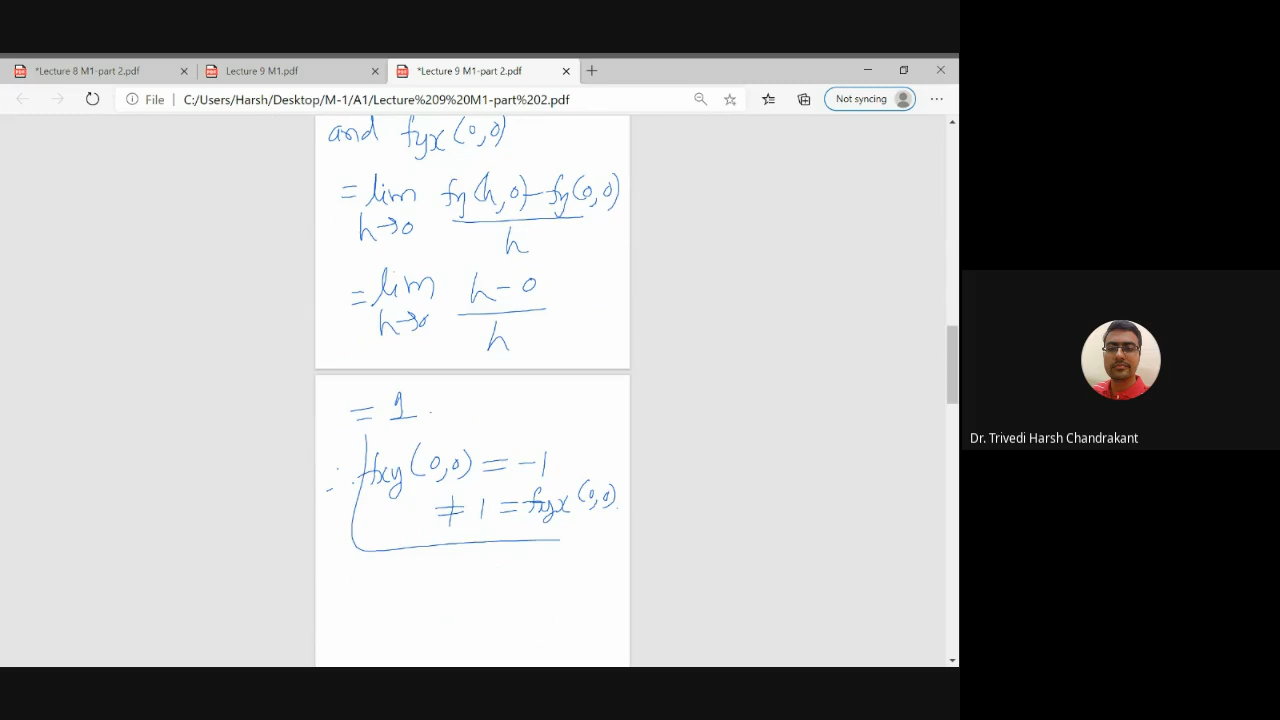 *Lecture 8 M1-part 2.pdf
Lecture 9 M1.pdf
*Lecture 9 M1-part 2.pdf
File
C:/Users/Harsh/Desktop/M-1/A1/Lecture%209%20M1-part%202.pdf
Not syncing
and fyx (0,0)
= lim fy(h,0)-fy(0,0)
h→0 h
= lim h-0
h→0 h
= 1.
∴ fxy(0,0) = -1
≠ 1 = fyx(0,0).
Dr. Trivedi Harsh Chandrakant